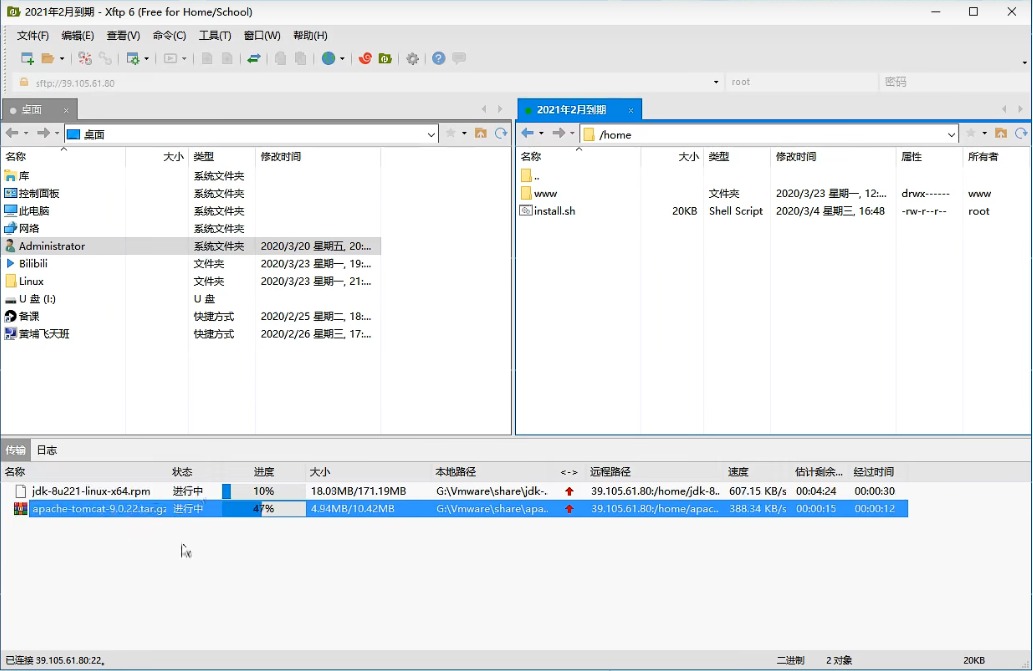 2021年2月到期 - Xftp 6 (Free for Home/School)
文件(F) 编辑(E) 查看(V) 命令(C) 工具(T) 窗口(W) 帮助(H)
sftp://39.105.61.80 root 密码
桌面 × 2021年2月到期 ×
桌面 /home
名称 大小 类型 修改时间 名称 大小 类型 修改时间 属性 所有者
库 系统文件夹 ..
控制面板 系统文件夹 www 文件夹 2020/3/23 星期一, 12:... drwx------ www
此电脑 系统文件夹 install.sh 20KB Shell Script 2020/3/4 星期三, 16:48 -rw-r--r-- root
网络 系统文件夹
Administrator 系统文件夹 2020/3/20 星期五, 20:...
Bilibili 文件夹 2020/3/23 星期一, 19:...
Linux 文件夹 2020/3/23 星期一, 21:...
U 盘 (I:) U 盘
备课 快捷方式 2020/2/25 星期二, 18:...
黄埔飞天班 快捷方式 2020/2/26 星期三, 17:...
传输 日志
名称 状态 进度 大小 本地路径 <-> 远程路径 速度 估计剩余... 经过时间
jdk-8u221-linux-x64.rpm 进行中 10% 18.03MB/171.19MB G:\Vmware\share\jdk-.. 39.105.61.80:/home/jdk-8.. 607.15 KB/s 00:04:24 00:00:30
apache-tomcat-9.0.22.tar.gz 进行中 47% 4.94MB/10.42MB G:\Vmware\share\apa.. 39.105.61.80:/home/apac.. 388.34 KB/s 00:00:15 00:00:12
已连接 39.105.61.80:22。 二进制 2 对象 20KB